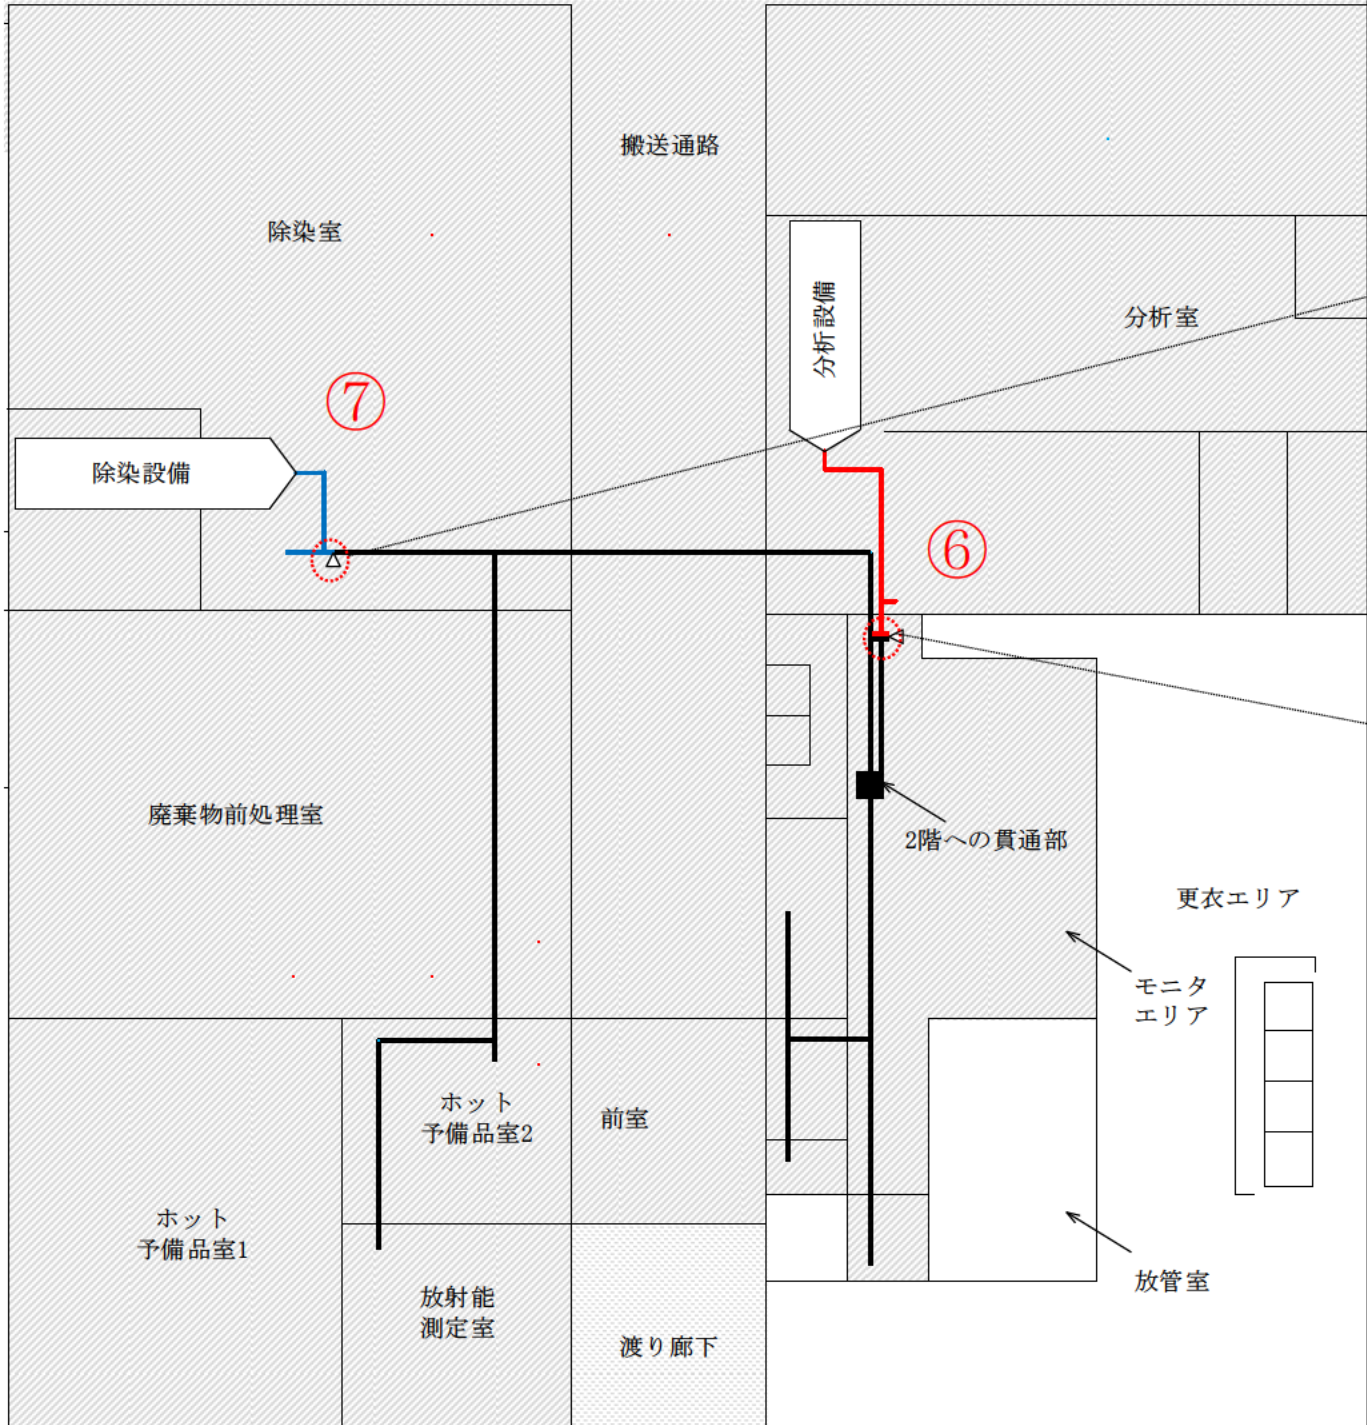 搬送通路
除染室
分析設備
分析室
⑦
除染設備
⑥
廃棄物前処理室
2階への貫通部
更衣エリア
モニタ
エリア
ホット
予備品室2
前室
ホット
予備品室1
放管室
放射能
測定室
渡り廊下